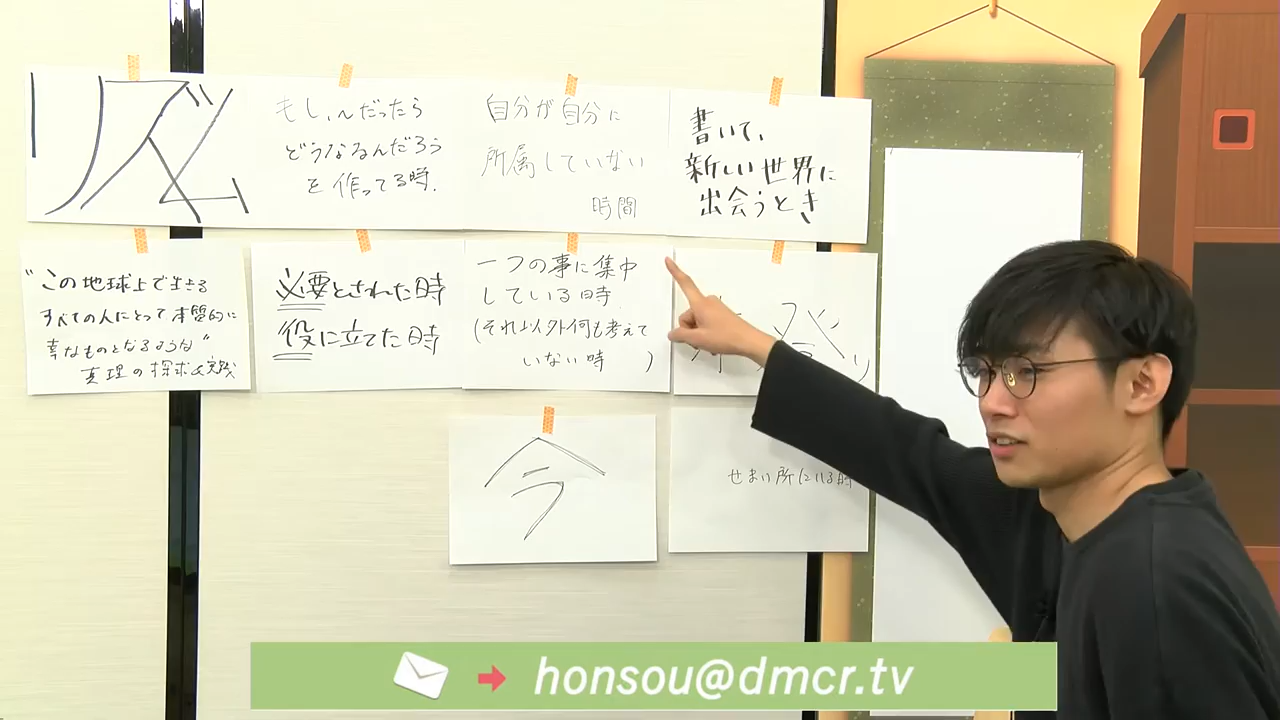 もし、〜だったら
どうなるんだろう
を作ってる時.
自分が自分に
所属していない
時間
書いて、
新しい世界に
出会うとき
"この地球上で生きる
すべての人にとって本質的に
幸なものとなるような"
真理の探求&実践
必要とされた時
役に立てた時
一つの事に集中
している時
(それ以外何も考えて
いない時)
今
せまい所にいる時
honsou@dmcr.tv